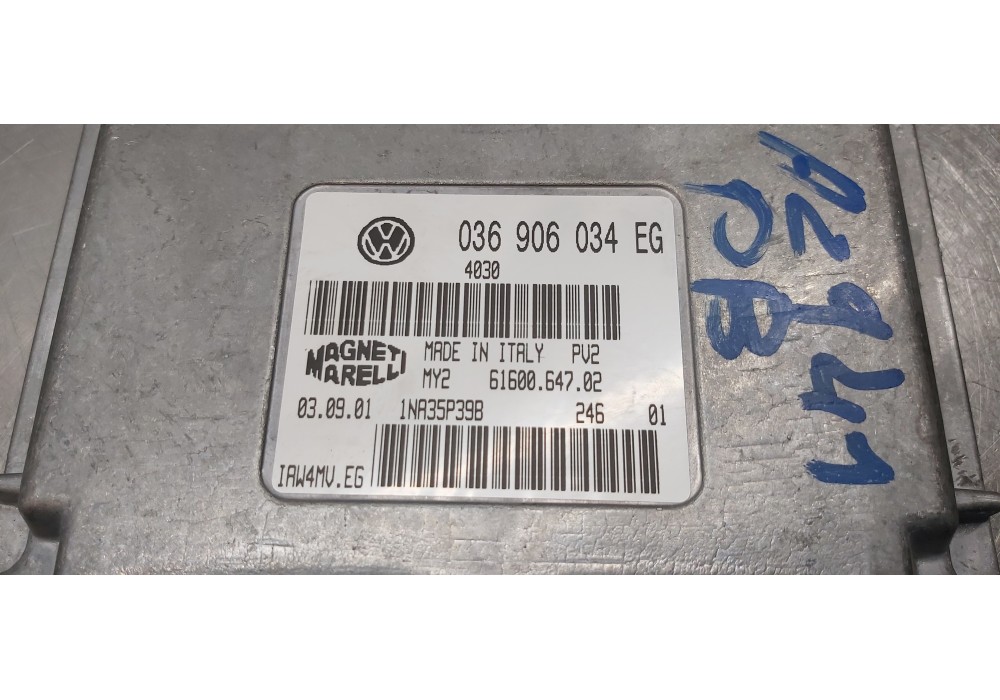 036 906 034 EG
4030
MAGNETI MARELLI
MADE IN ITALY PV2
MY2 61600.647.02
03.09.01 1NA35P39B 246 01
IAW4MV.EG